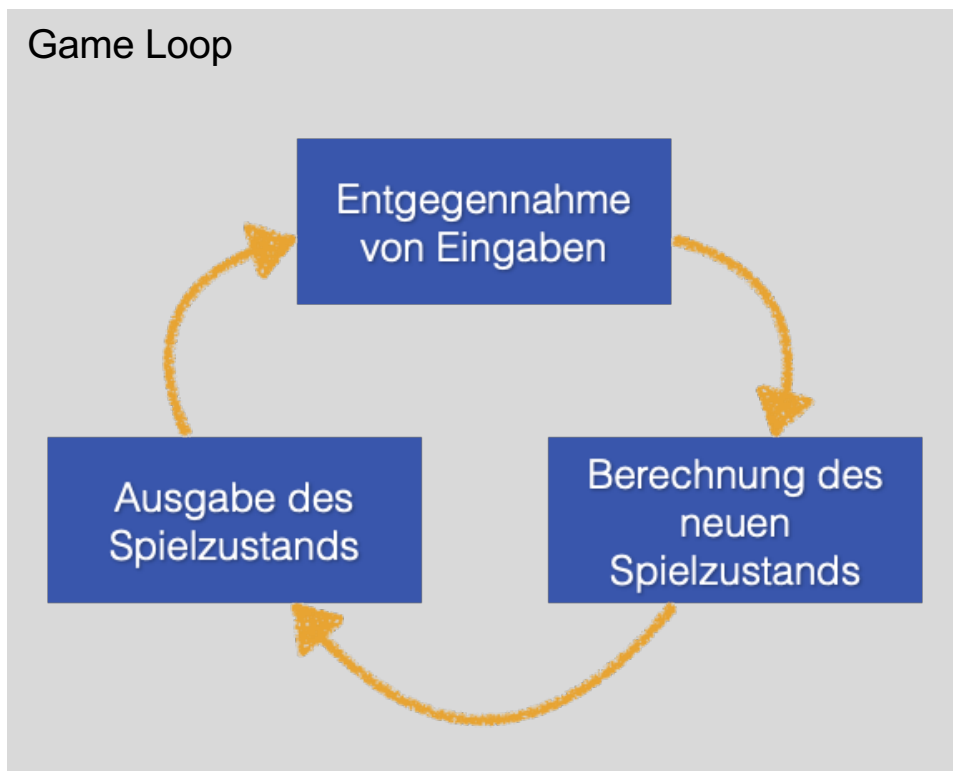 Game Loop
Entgegennahme
von Eingaben
Berechnung des
neuen
Spielzustands
Ausgabe des
Spielzustands